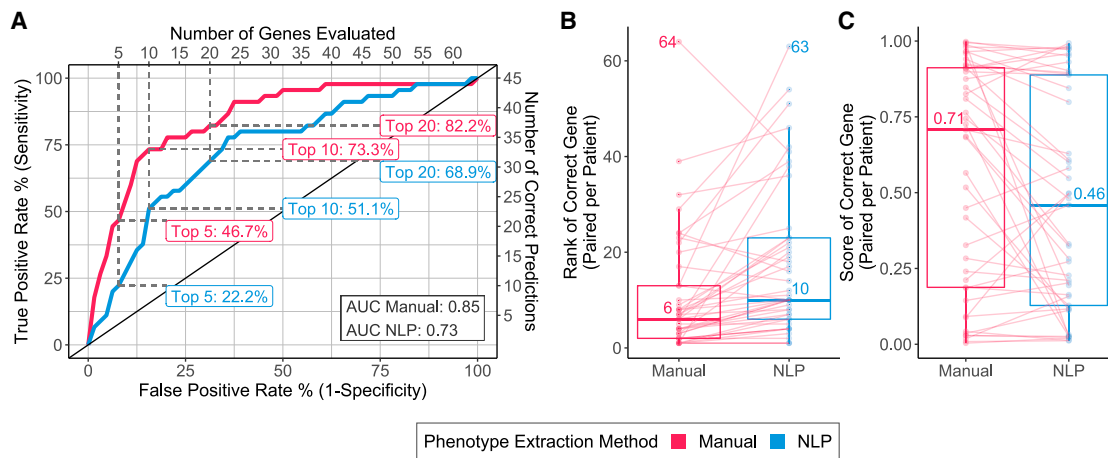 A
Number of Genes Evaluated
5 10 15 20 25 30 35 40 45 50 55 60
True Positive Rate % (Sensitivity)
100
75
50
25
0
45
40
35
30
25
20
15
10
5
Number of Correct Predictions
Top 20: 82.2%
Top 10: 73.3%
Top 20: 68.9%
Top 10: 51.1%
Top 5: 46.7%
Top 5: 22.2%
AUC Manual: 0.85
AUC NLP: 0.73
0 25 50 75 100
False Positive Rate % (1-Specificity)
B
Rank of Correct Gene
(Paired per Patient)
60
40
20
0
64
63
6
10
Manual NLP
C
Score of Correct Gene
(Paired per Patient)
1.00
0.75
0.50
0.25
0.00
0.71
0.46
Manual NLP
Phenotype Extraction Method Manual NLP